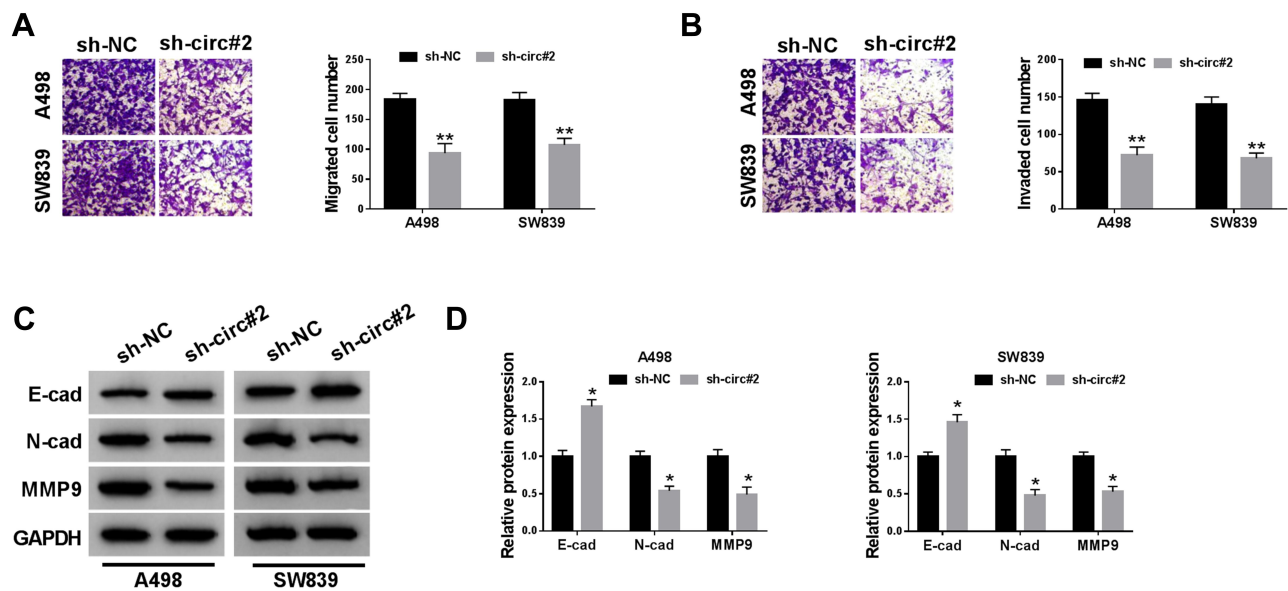 A
sh-NC sh-circ#2
A498
SW839
sh-NC sh-circ#2
Migrated cell number
250
200
150
100
50
0
** **
A498 SW839
B
sh-NC sh-circ#2
A498
SW839
sh-NC sh-circ#2
Invaded cell number
200
150
100
50
0
** **
A498 SW839
C
sh-NC sh-circ#2 sh-NC sh-circ#2
E-cad
N-cad
MMP9
GAPDH
A498 SW839
D
A498
sh-NC sh-circ#2
Relative protein expression
2.0
1.5
1.0
0.5
0.0
* * *
E-cad N-cad MMP9
SW839
sh-NC sh-circ#2
Relative protein expression
2.0
1.5
1.0
0.5
0.0
* * *
E-cad N-cad MMP9